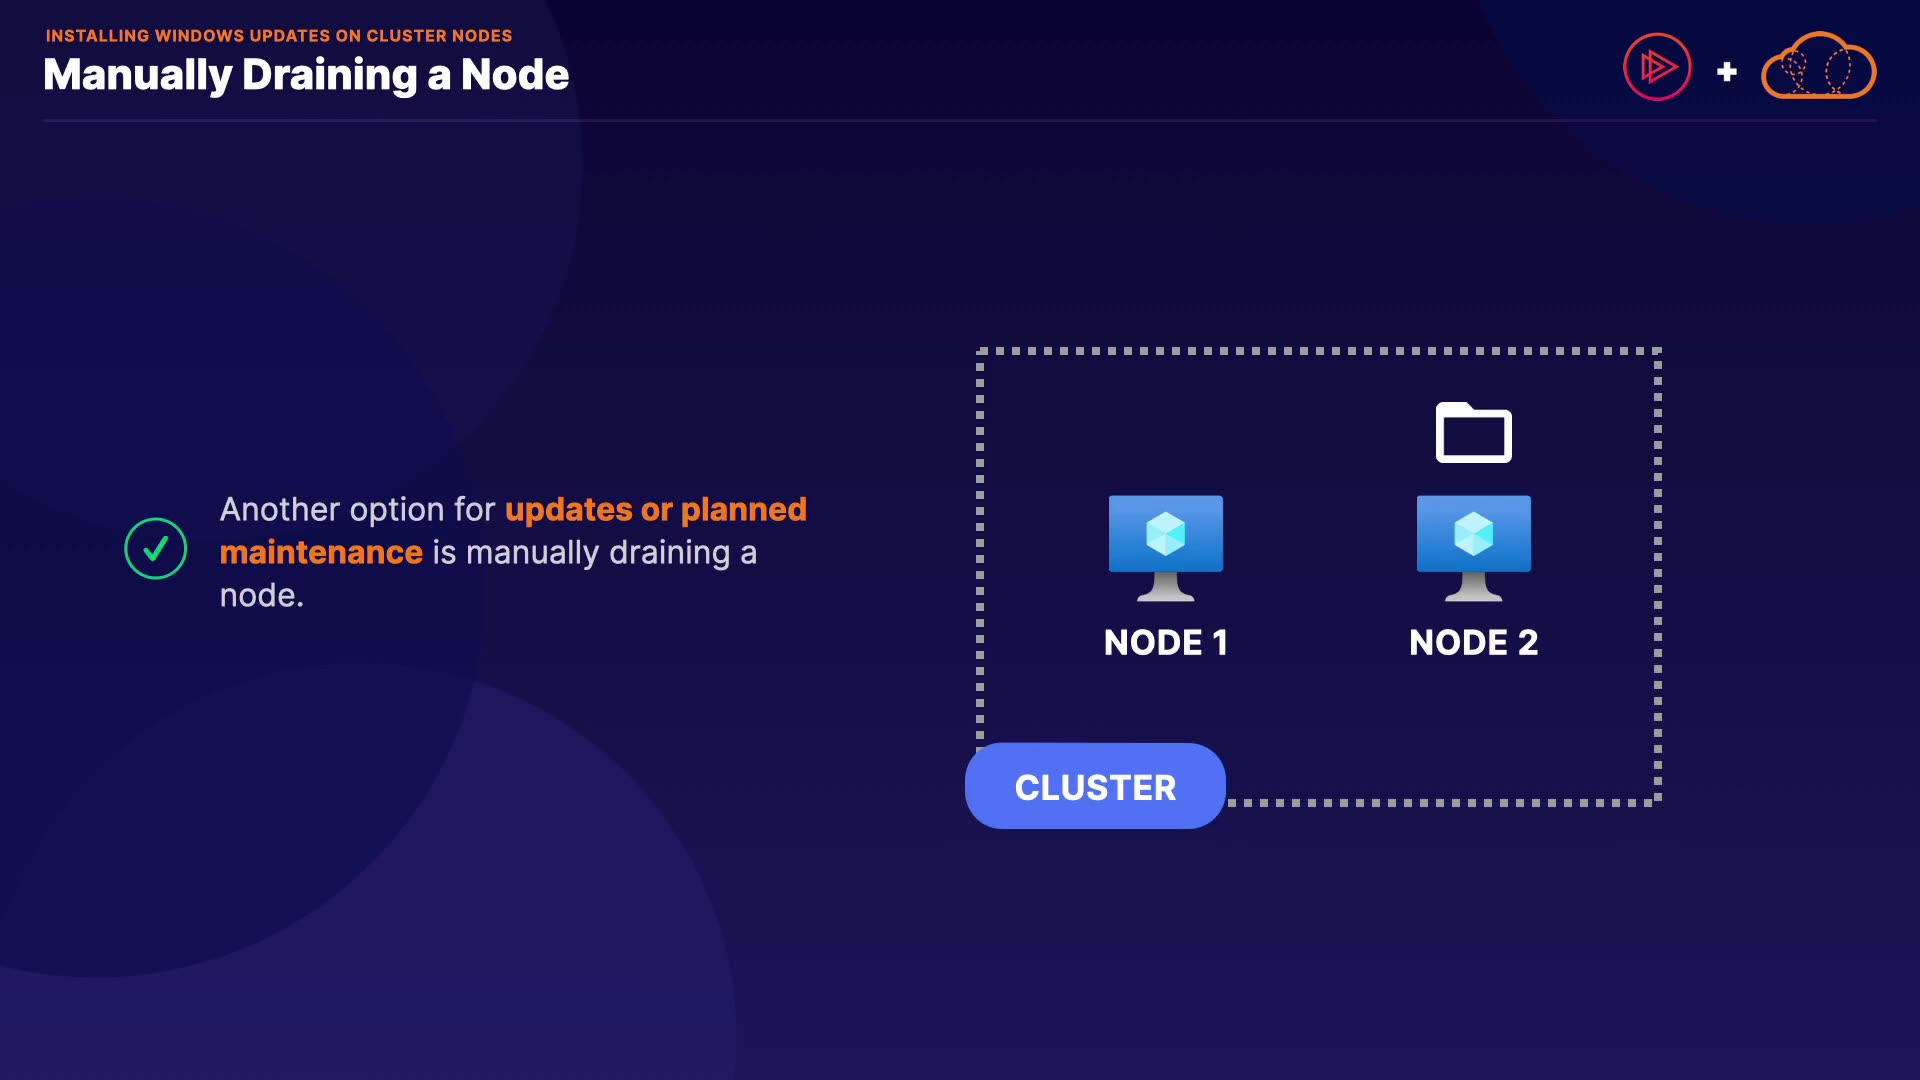 INSTALLING WINDOWS UPDATES ON CLUSTER NODES
Manually Draining a Node
Another option for updates or planned
maintenance is manually draining a
node.
NODE 1
NODE 2
CLUSTER